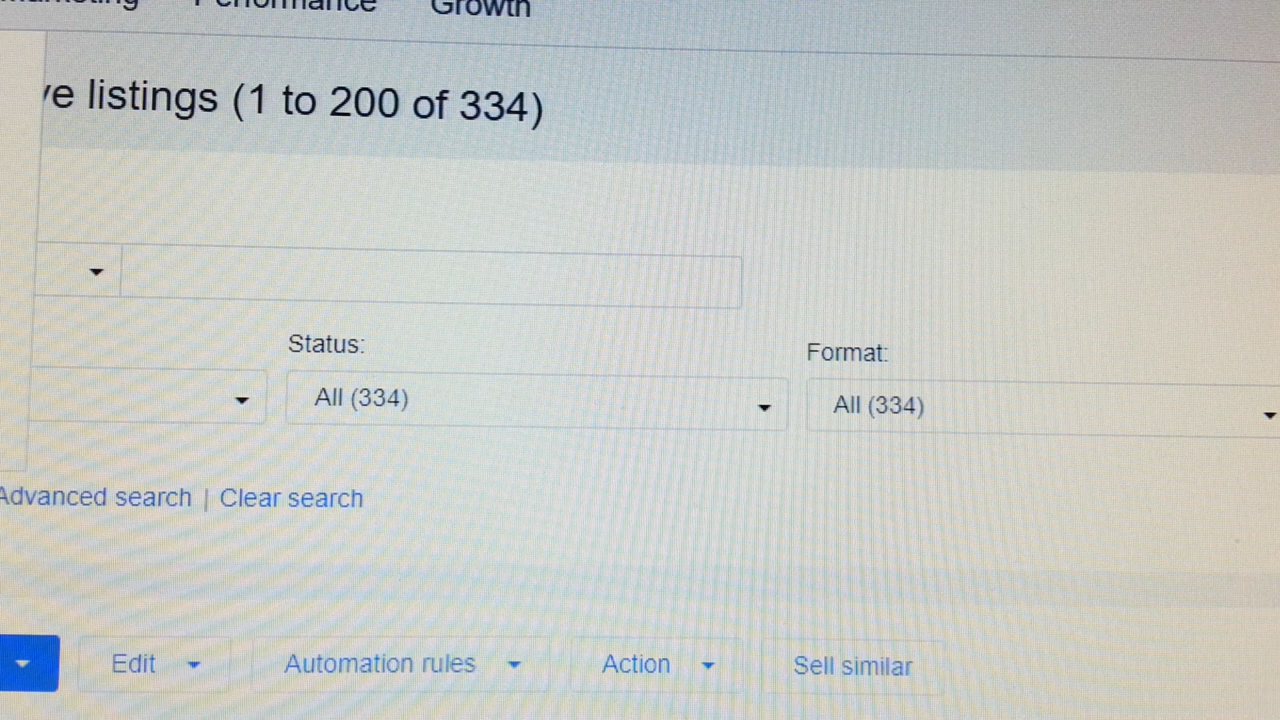 Performance Growth
listings (1 to 200 of 334)
Status:
Format:
All (334)
All (334)
Advanced search | Clear search
Edit
Automation rules
Action
Sell similar